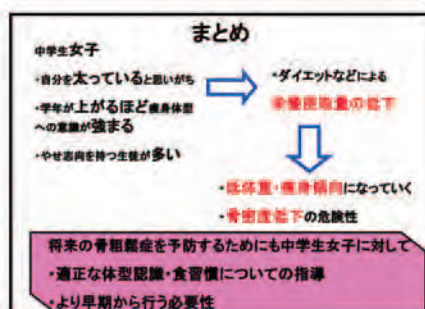 まとめ
中学生女子
・自分を太っていると思いがち
・学年が上がるほど痩身体型
への意識が強まる
・やせ志向を持つ生徒が多い
・ダイエットなどによる
栄養摂取量の低下
・低体重・痩身傾向になっていく
・骨密度低下の危険性
将来の骨粗鬆症を予防するためにも中学生女子に対して
・適正な体型認識・食習慣についての指導
・より早期から行う必要性